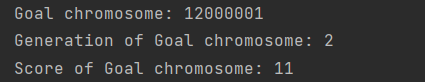 Goal chromosome: 12000001
Generation of Goal chromosome: 2
Score of Goal chromosome: 11